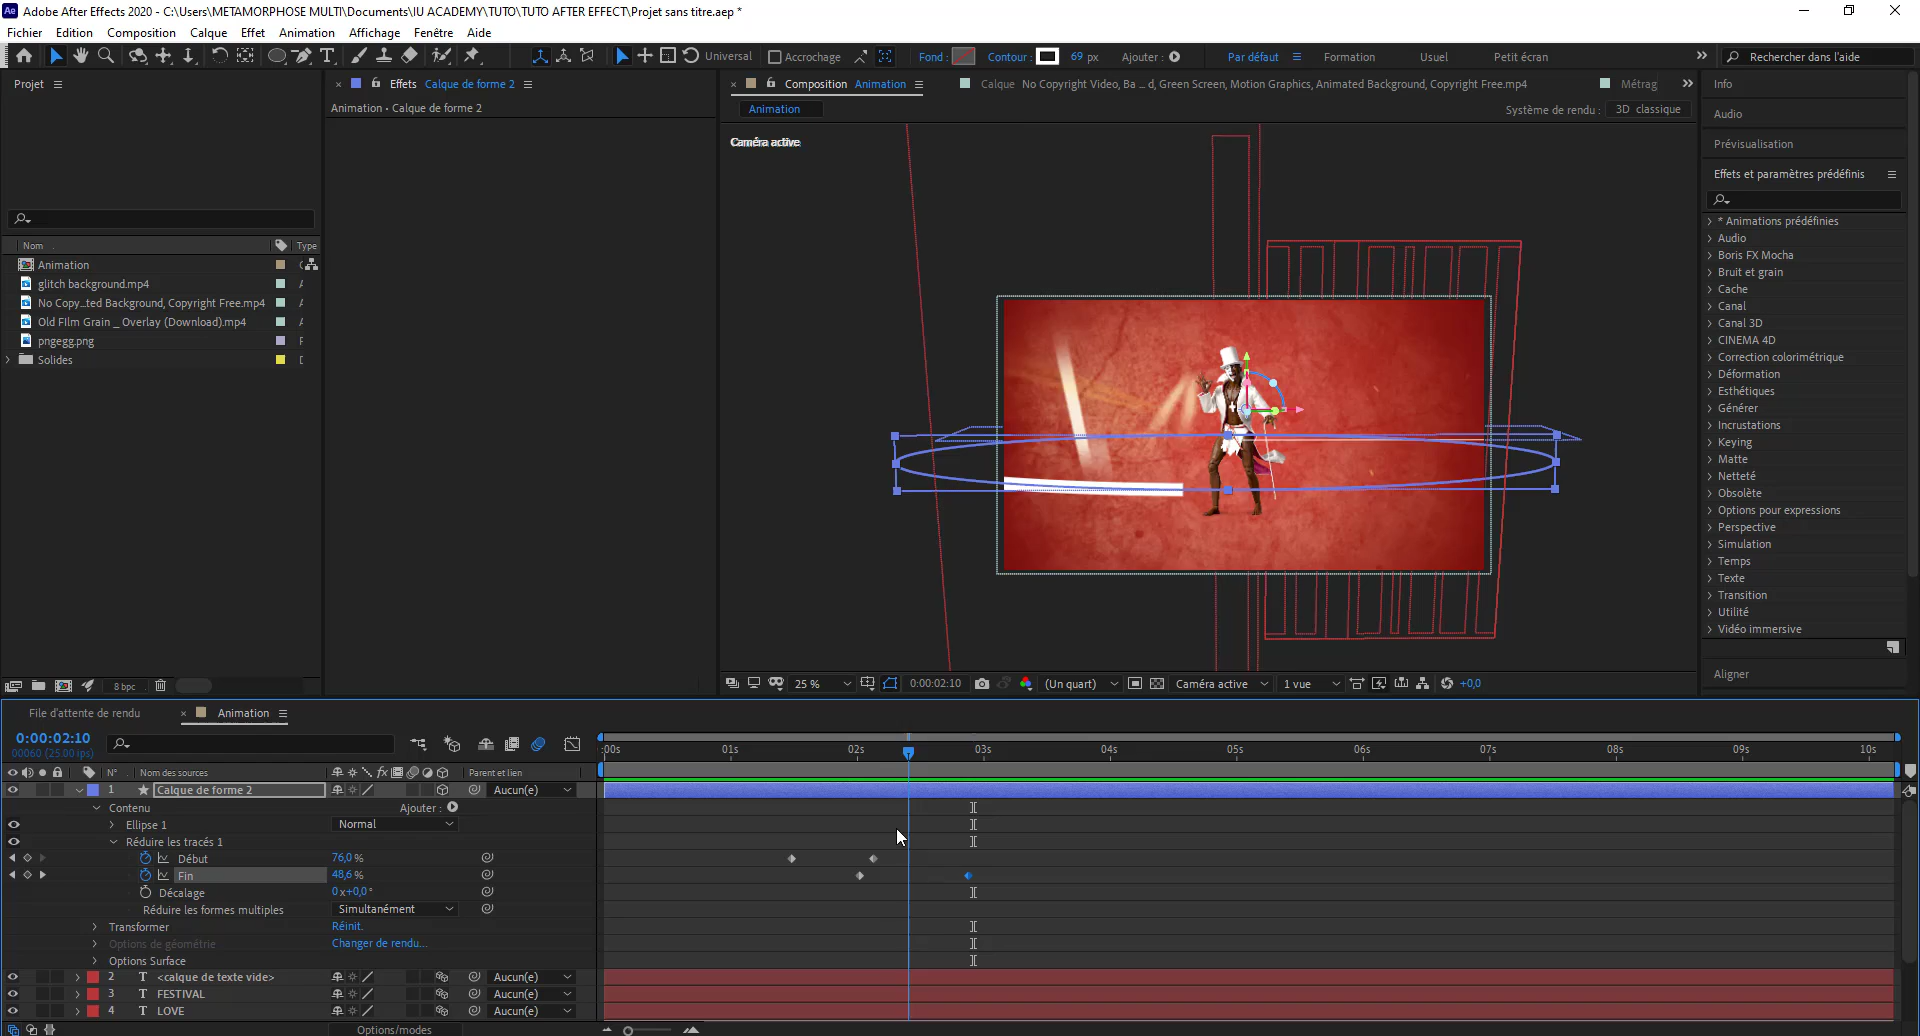 Adobe After Effects 2020 - C:\Users\METAMORPHOSE MULTI\Documents\IU ACADEMY\TUTO\TUTO AFTER EFFECT\Projet sans titre.aep *
Fichier Edition Composition Calque Effet Animation Affichage Fenêtre Aide
Universal Accrochage Fond : Contour : 69 px Ajouter : Par défaut Formation Usuel Petit écran Rechercher dans l'aide
Projet
Effets Calque de forme 2
Composition Animation
Calque No Copyright Video, Ba ... d, Green Screen, Motion Graphics, Animated Background, Copyright Free.mp4
Métrag
Info
Animation • Calque de forme 2
Animation
Système de rendu : 3D classique
Audio
Caméra active
Prévisualisation
Effets et paramètres prédéfinis
Nom Type
Animation
glitch background.mp4
No Copy...ted Background, Copyright Free.mp4
Old FIlm Grain _ Overlay (Download).mp4
pngegg.png
Solides
* Animations prédéfinies
Audio
Boris FX Mocha
Bruit et grain
Cache
Canal
Canal 3D
CINEMA 4D
Correction colorimétrique
Déformation
Esthétiques
Générer
Incrustations
Keying
Matte
Netteté
Obsolète
Options pour expressions
Perspective
Simulation
Temps
Texte
Transition
Utilité
Vidéo immersive
Aligner
8 bpc
25 % 0:00:02:10 (Un quart) Caméra active 1 vue +0,0
File d'attente de rendu
Animation
0:00:02:10
00060 (25.00 ips)
:00s 01s 02s 03s 04s 05s 06s 07s 08s 09s 10s
N° Nom des sources Parent et lien
1 Calque de forme 2 Aucun(e)
Contenu Ajouter :
Ellipse 1 Normal
Réduire les tracés 1
Début 76,0 %
Fin 48,6 %
Décalage 0x+0,0°
Réduire les formes multiples Simultanément
Transformer Réinit.
Options de géométrie Changer de rendu...
Options Surface
2 T <calque de texte vide> Aucun(e)
3 T FESTIVAL Aucun(e)
4 T LOVE Aucun(e)
Options/modes